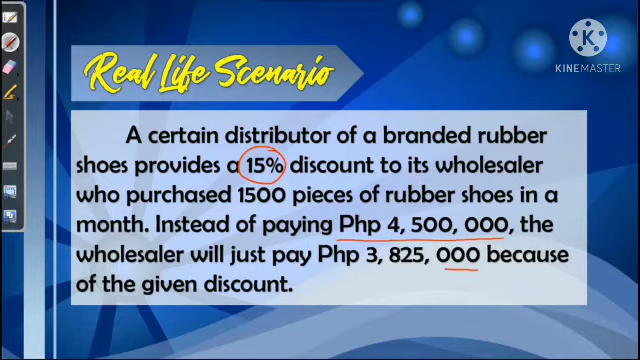 KINEMASTER
Real Life Scenario
A certain distributor of a branded rubber
shoes provides a 15% discount to its wholesaler
who purchased 1500 pieces of rubber shoes in a
month. Instead of paying Php 4, 500, 000, the
wholesaler will just pay Php 3, 825, 000 because
of the given discount.